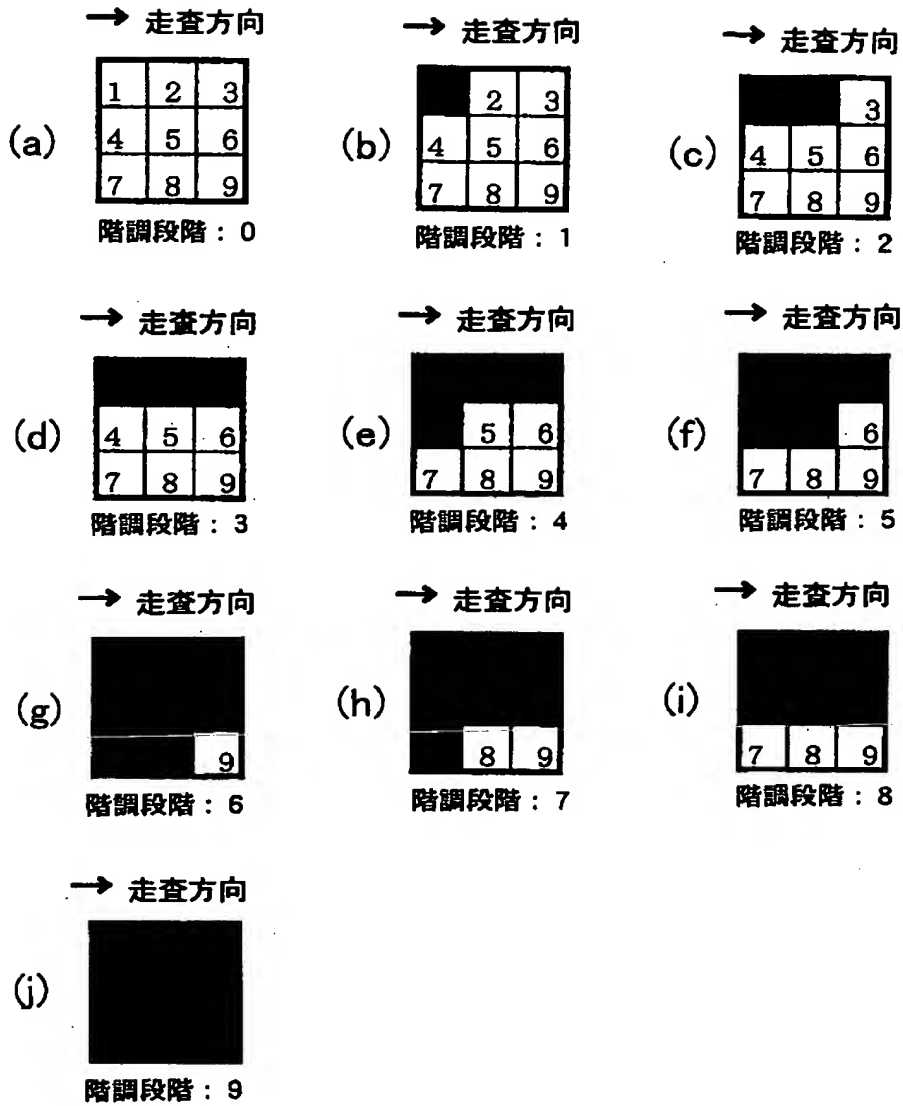 → 走査方向
(a)
1 2 3
4 5 6
7 8 9
階調段階：0
→ 走査方向
(b)
2 3
4 5 6
7 8 9
階調段階：1
→ 走査方向
(c)
3
4 5 6
7 8 9
階調段階：2
→ 走査方向
(d)
4 5 6
7 8 9
階調段階：3
→ 走査方向
(e)
5 6
7 8 9
階調段階：4
→ 走査方向
(f)
6
7 8 9
階調段階：5
→ 走査方向
(g)
9
階調段階：6
→ 走査方向
(h)
8 9
階調段階：7
→ 走査方向
(i)
7 8 9
階調段階：8
→ 走査方向
(j)
階調段階：9